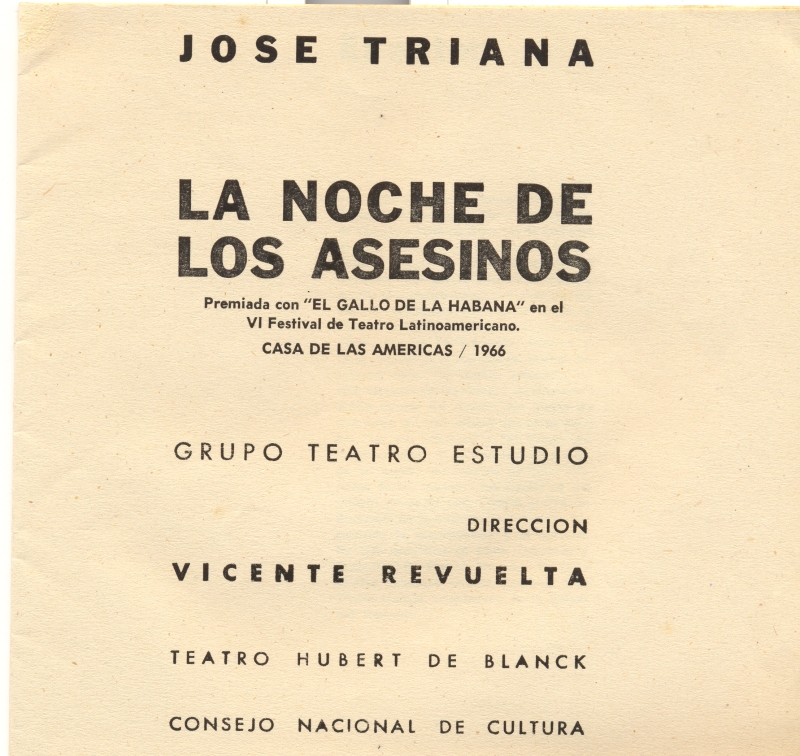 JOSE TRIANA
LA NOCHE DE
LOS ASESINOS
Premiada con "EL GALLO DE LA HABANA" en el
VI Festival de Teatro Latinoamericano.
CASA DE LAS AMERICAS / 1966
GRUPO TEATRO ESTUDIO
DIRECCION
VICENTE REVUELTA
TEATRO HUBERT DE BLANCK
CONSEJO NACIONAL DE CULTURA